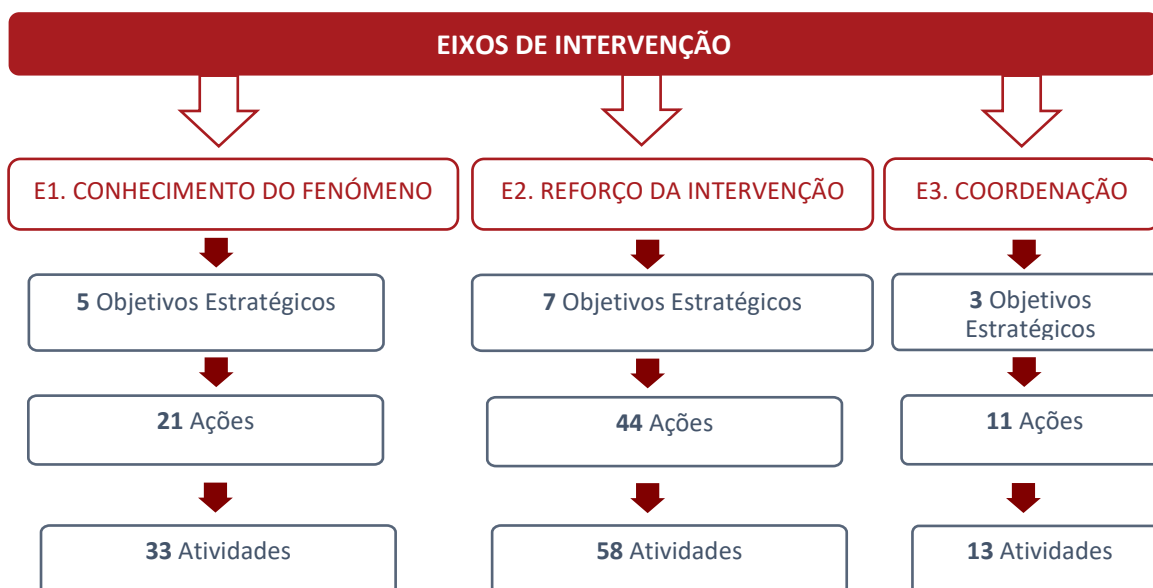 EIXOS DE INTERVENÇÃO
E1. CONHECIMENTO DO FENÓMENO
E2. REFORÇO DA INTERVENÇÃO
E3. COORDENAÇÃO
5 Objetivos Estratégicos
7 Objetivos Estratégicos
3 Objetivos
Estratégicos
21 Ações
44 Ações
11 Ações
33 Atividades
58 Atividades
13 Atividades